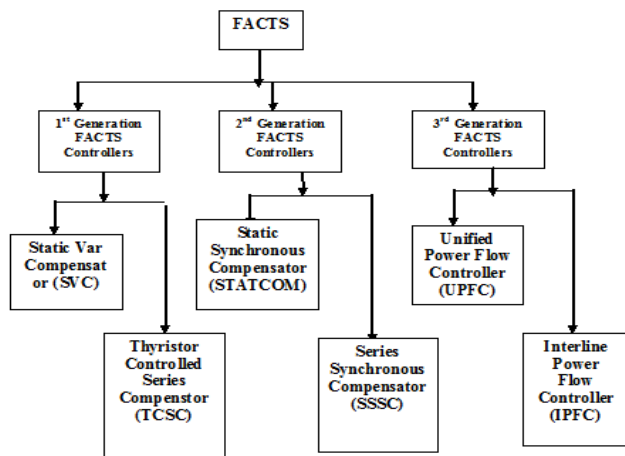 FACTS
1st Generation
FACTS
Controllers
2nd Generation
FACTS
Controllers
3rd Generation
FACTS
Controllers
Static Var
Compensat
or (SVC)
Static
Synchronous
Compensator
(STATCOM)
Unified
Power Flow
Controller
(UPFC)
Thyristor
Controlled
Series
Compenstor
(TCSC)
Series
Synchronous
Compensator
(SSSC)
Interline
Power
Flow
Controller
(IPFC)